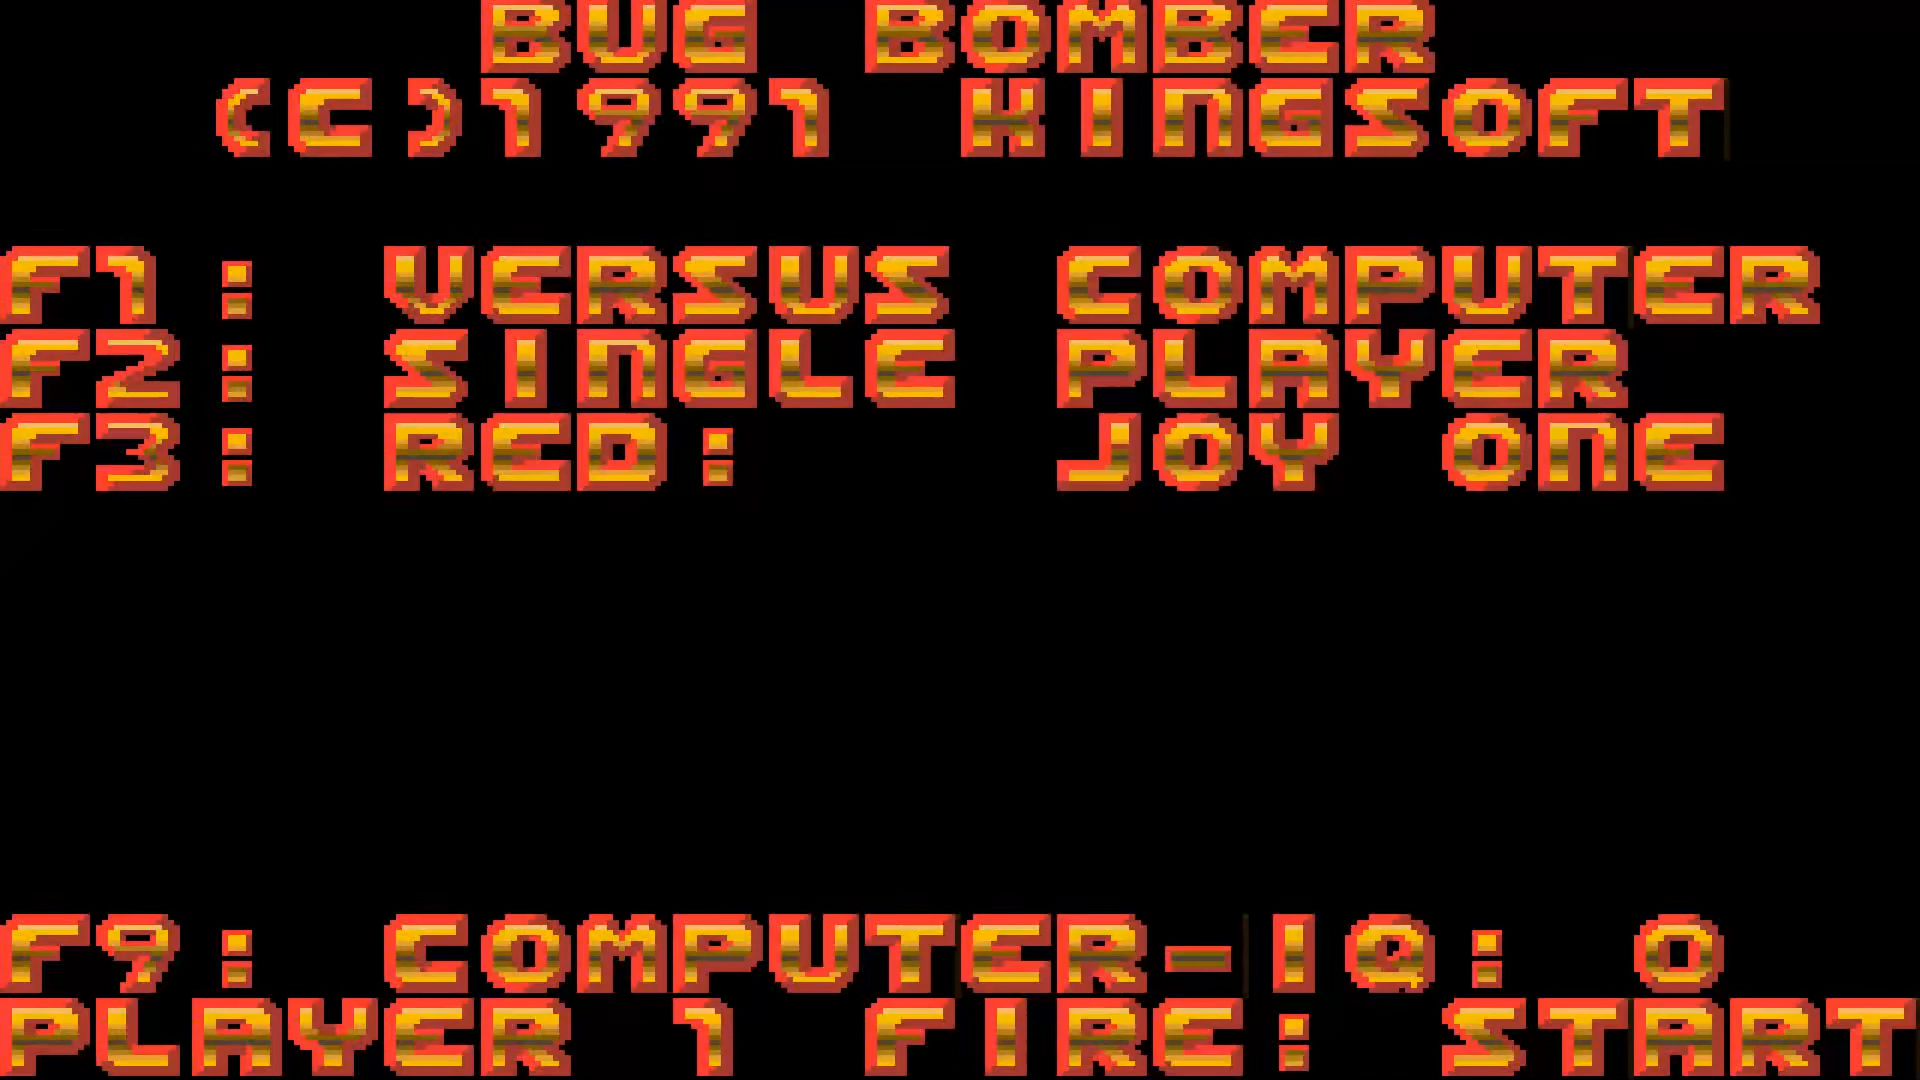 BUG BOMBER
(C)1991 KINGSOFT
F1: VERSUS COMPUTER
F2: SINGLE PLAYER
F3: RED: JOY ONE
F9: COMPUTER-IQ: 0
PLAYER 1 FIRE: START